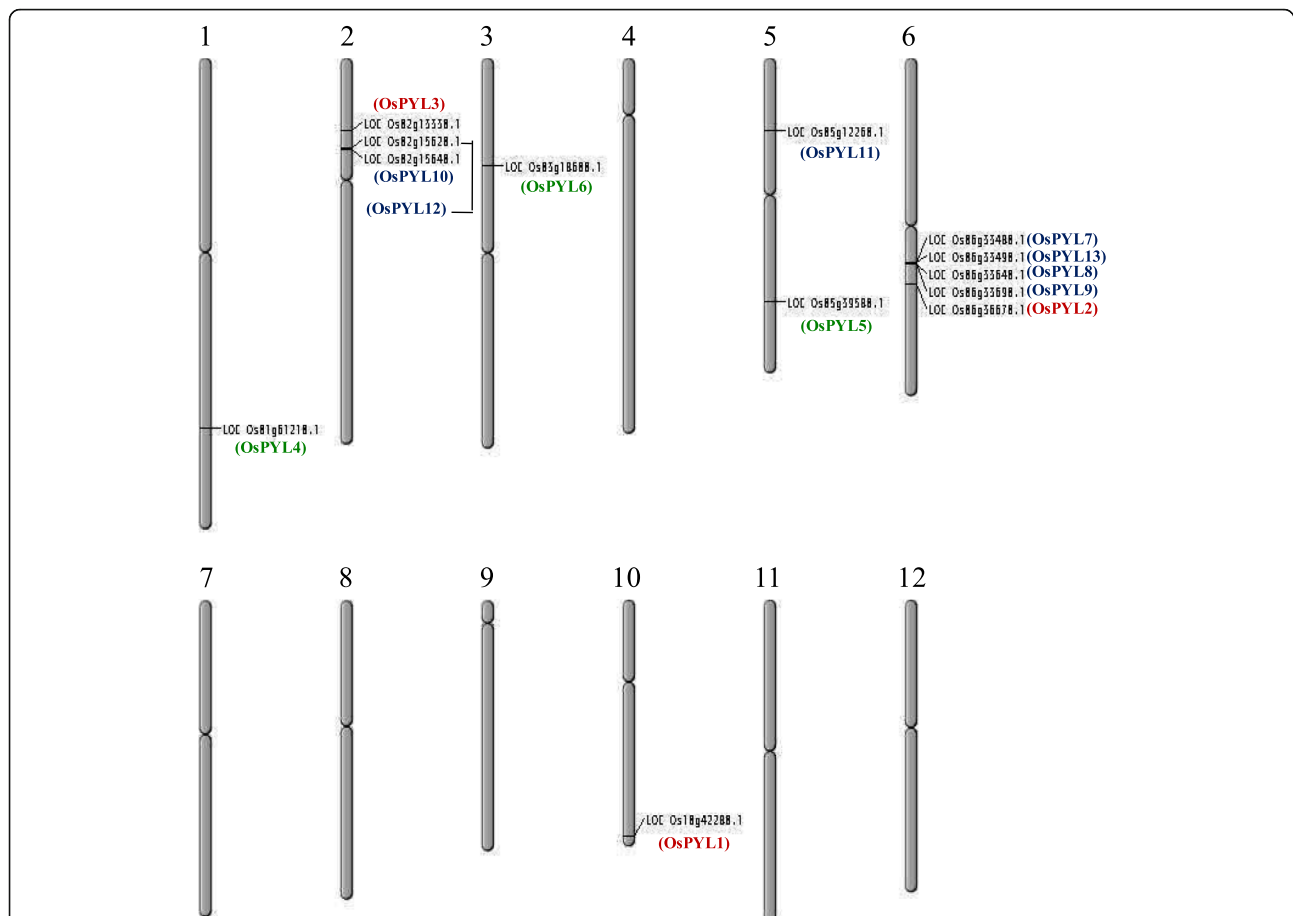 1
2
3
4
5
6
(OsPYL3)
LOC Os02g13330.1
LOC Os02g15620.1
LOC Os02g15640.1
(OsPYL10)
(OsPYL12)
LOC Os03g18600.1
(OsPYL6)
LOC Os05g12260.1
(OsPYL11)
LOC Os06g33480.1 (OsPYL7)
LOC Os06g33490.1 (OsPYL13)
LOC Os06g33640.1 (OsPYL8)
LOC Os06g33690.1 (OsPYL9)
LOC Os06g36670.1 (OsPYL2)
LOC Os05g39580.1
(OsPYL5)
LOC Os01g61210.1
(OsPYL4)
7
8
9
10
11
12
LOC Os10g42280.1
(OsPYL1)